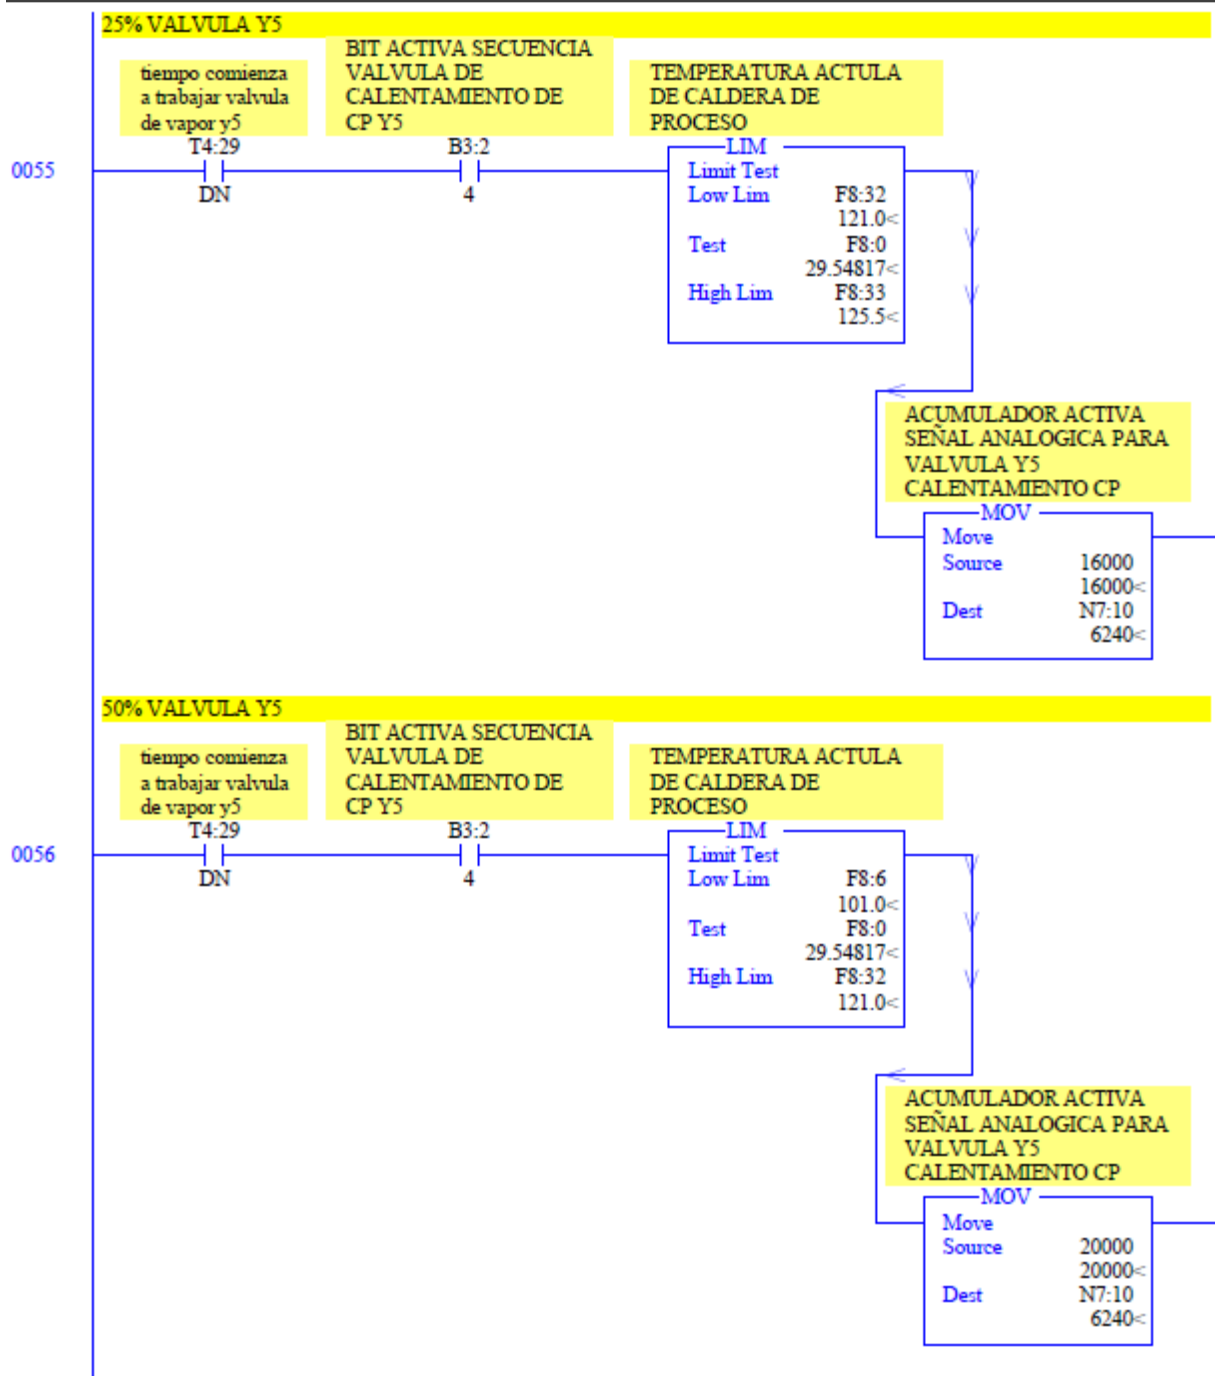 25% VALVULA Y5
tiempo comienza
a trabajar valvula
de vapor y5
T4:29
DN
BIT ACTIVA SECUENCIA
VALVULA DE
CALENTAMIENTO DE
CP Y5
B3:2
4
TEMPERATURA ACTULA
DE CALDERA DE
PROCESO
LIM
0055
Limit Test
Low Lim F8:32
121.0<
Test F8:0
29.54817<
High Lim F8:33
125.5<
ACUMULADOR ACTIVA
SEÑAL ANALOGICA PARA
VALVULA Y5
CALENTAMIENTO CP
MOV
Move
Source 16000
16000<
Dest N7:10
6240<
50% VALVULA Y5
tiempo comienza
a trabajar valvula
de vapor y5
T4:29
DN
BIT ACTIVA SECUENCIA
VALVULA DE
CALENTAMIENTO DE
CP Y5
B3:2
4
TEMPERATURA ACTULA
DE CALDERA DE
PROCESO
LIM
0056
Limit Test
Low Lim F8:6
101.0<
Test F8:0
29.54817<
High Lim F8:32
121.0<
ACUMULADOR ACTIVA
SEÑAL ANALOGICA PARA
VALVULA Y5
CALENTAMIENTO CP
MOV
Move
Source 20000
20000<
Dest N7:10
6240<